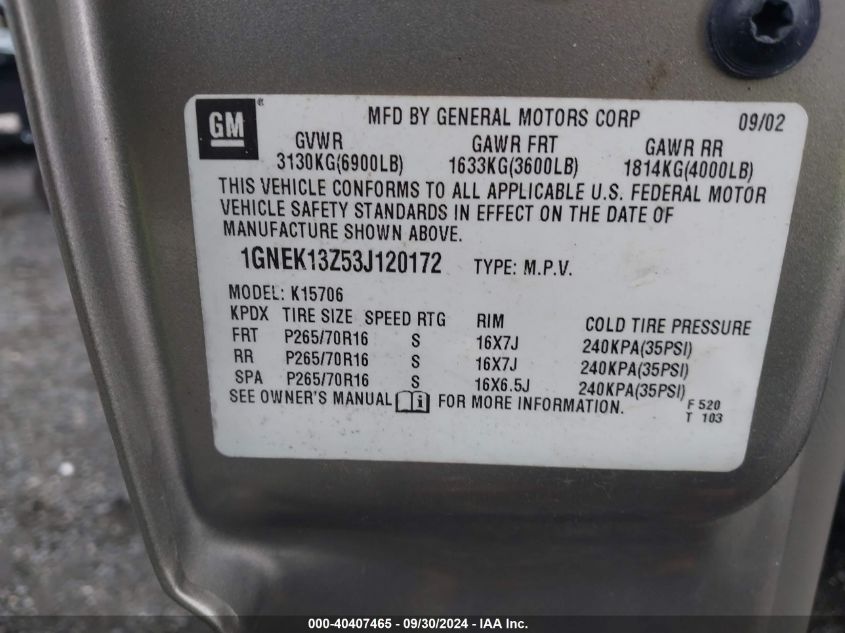 GM ®
MFD BY GENERAL MOTORS CORP 09/02
GVWR GAWR FRT GAWR RR
3130KG(6900LB) 1633KG(3600LB) 1814KG(4000LB)
THIS VEHICLE CONFORMS TO ALL APPLICABLE U.S. FEDERAL MOTOR
VEHICLE SAFETY STANDARDS IN EFFECT ON THE DATE OF
MANUFACTURE SHOWN ABOVE.
1GNEK13Z53J120172 TYPE: M.P.V.
MODEL: K15706
KPDX TIRE SIZE SPEED RTG RIM COLD TIRE PRESSURE
FRT P265/70R16 S 16X7J 240KPA(35PSI)
RR P265/70R16 S 16X7J 240KPA(35PSI)
SPA P265/70R16 S 16X6.5J 240KPA(35PSI)
SEE OWNER'S MANUAL FOR MORE INFORMATION.
F 520
T 103
000-40407465 - 09/30/2024 - IAA Inc.